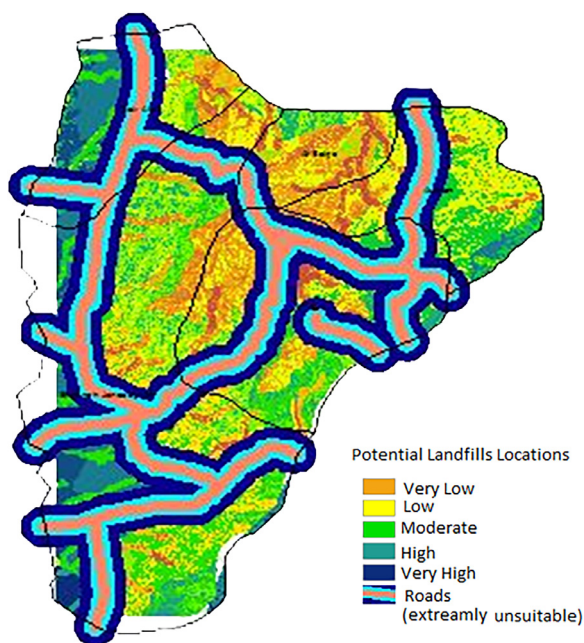 Potential Landfills Locations
Very Low
Low
Moderate
High
Very High
Roads
(extreamly unsuitable)